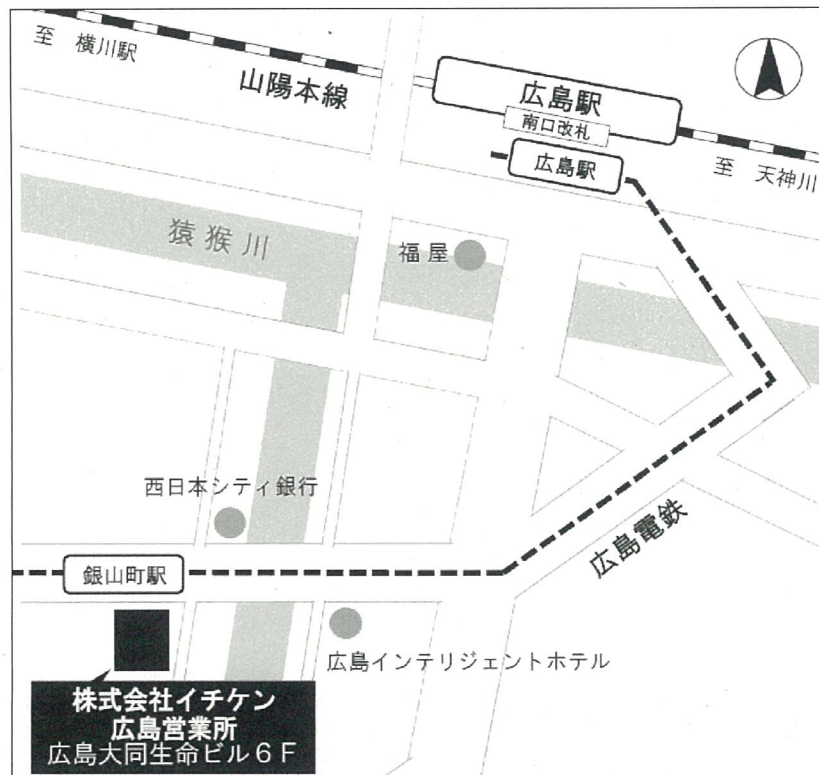 至 横川駅
山陽本線
広島駅
南口改札
広島駅
至 天神川
猿猴川
福屋
西日本シティ銀行
銀山町駅
広島電鉄
広島インテリジェントホテル
株式会社イチケン
広島営業所
広島大同生命ビル6F